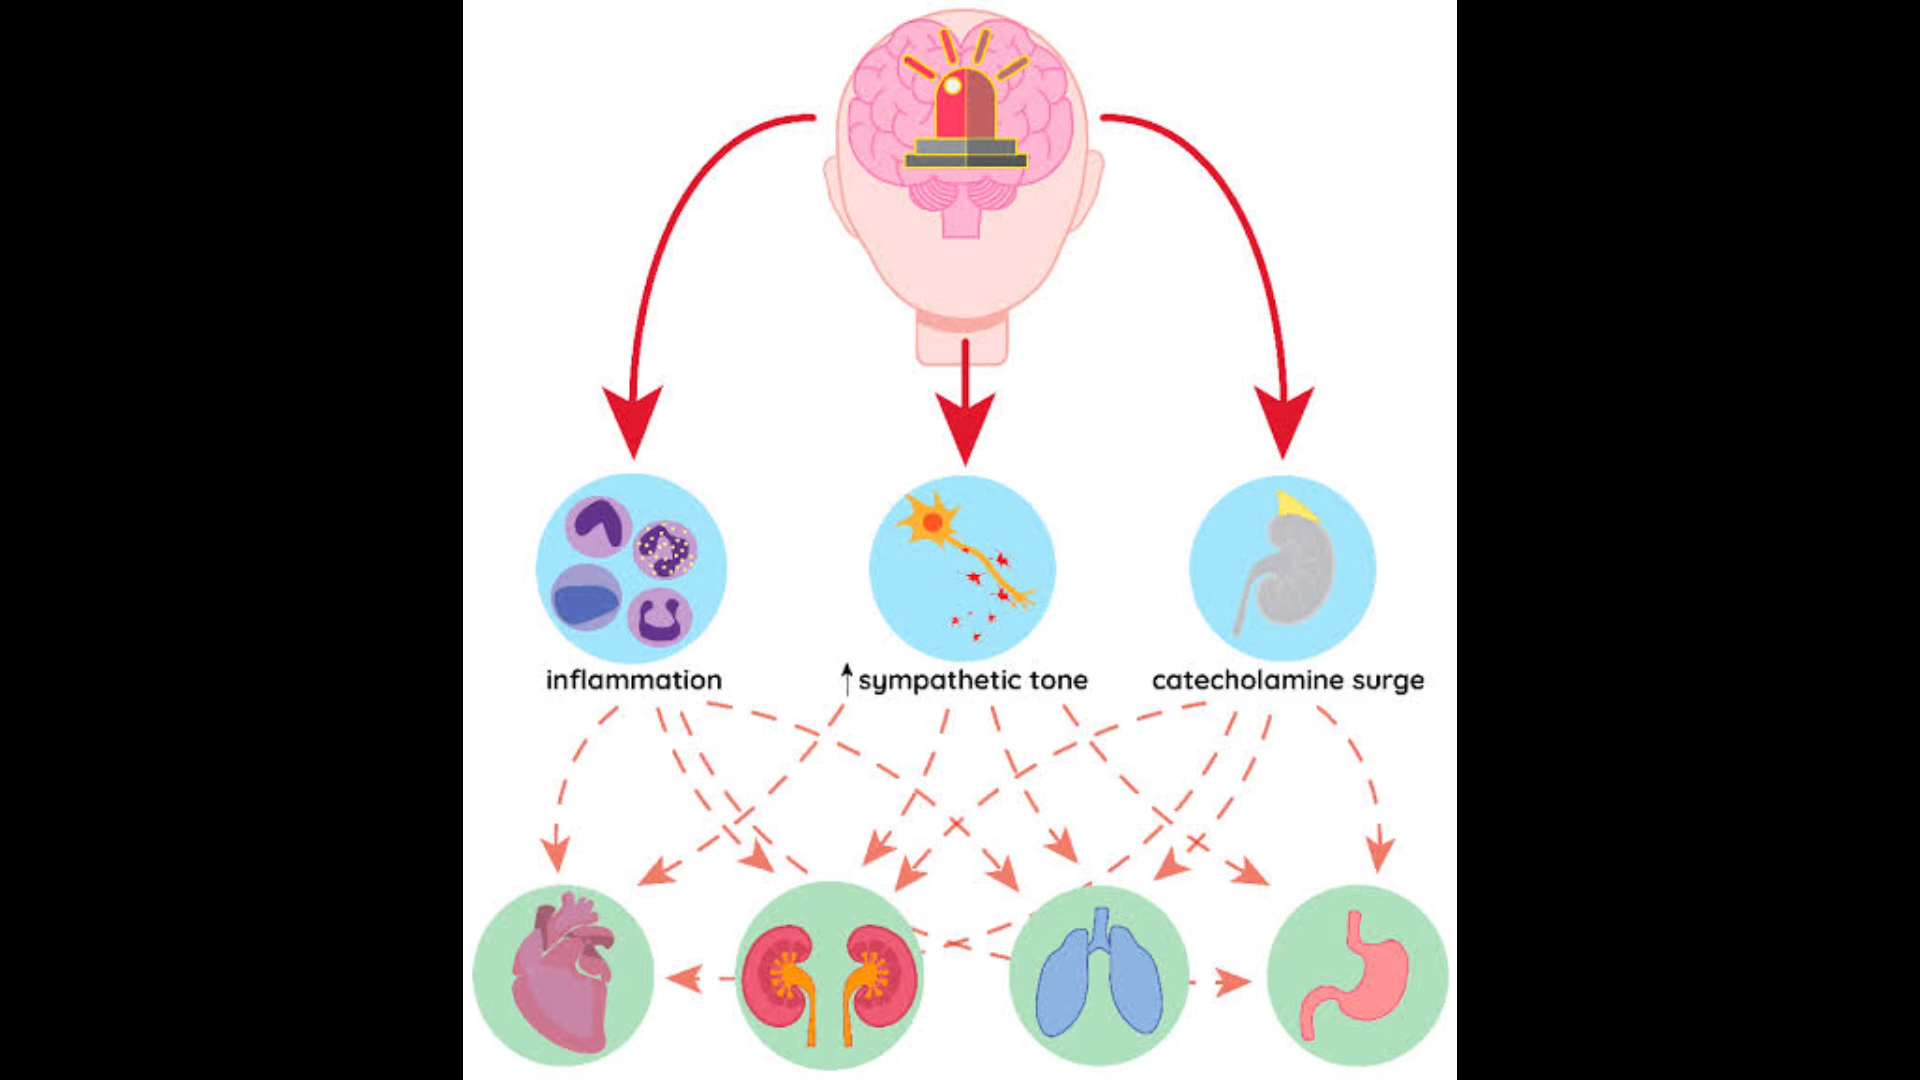 inflammation
↑sympathetic tone
catecholamine surge